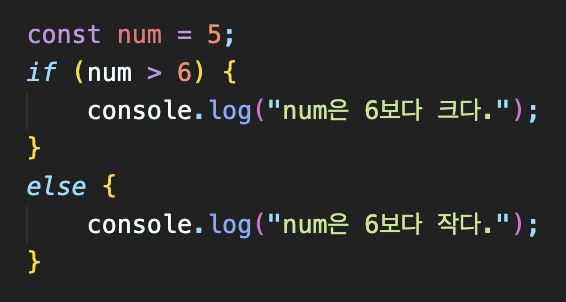 const num = 5;
if (num > 6) {
    console.log("num은 6보다 크다.");
}
else {
    console.log("num은 6보다 작다.");
}